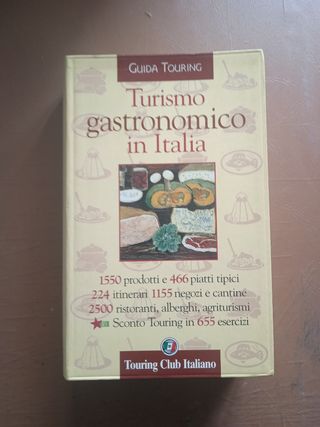 GUIDA TOURING
Turismo
gastronomico
in Italia
1550 prodotti e 466 piatti tipici
224 itinerari 1155 negozi e cantine
2500 ristoranti, alberghi, agriturismi
Sconto Touring in 655 esercizi
Touring Club Italiano